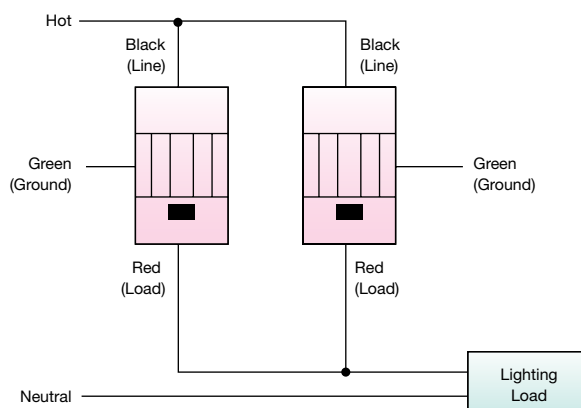 Hot
Black
(Line)
Black
(Line)
Green
(Ground)
Green
(Ground)
Red
(Load)
Red
(Load)
Lighting
Load
Neutral